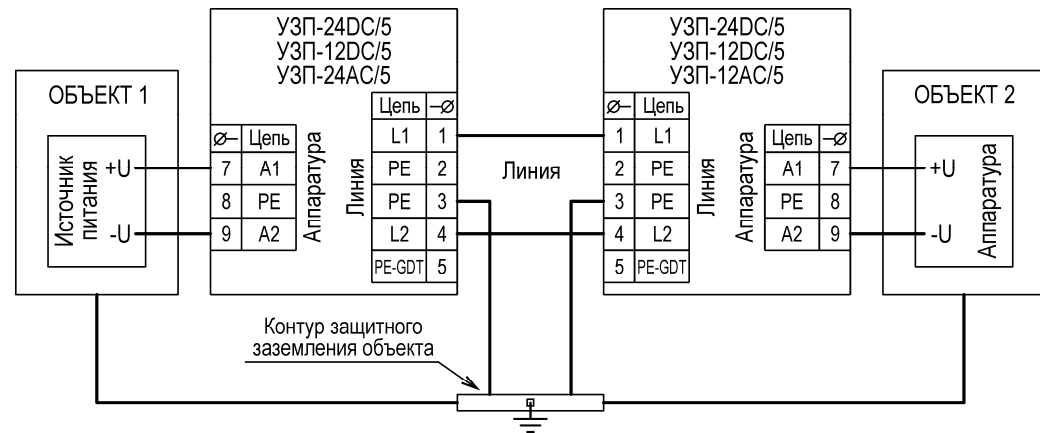 УЗП-24DC/5
УЗП-12DC/5
УЗП-24AC/5
УЗП-24DC/5
УЗП-12DC/5
УЗП-12AC/5
ОБЪЕКТ 1
Источник
питания
+U
-U
Цепь
7 A1
8 PE
9 A2
Аппаратура
Линия
Цепь
L1 1
PE 2
PE 3
L2 4
PE-GDT 5
Линия
Цепь
1 L1
2 PE
3 PE
4 L2
5 PE-GDT
Линия
Аппаратура
Цепь
A1 7
PE 8
A2 9
ОБЪЕКТ 2
+U
-U
Аппаратура
Контур защитного
заземления объекта